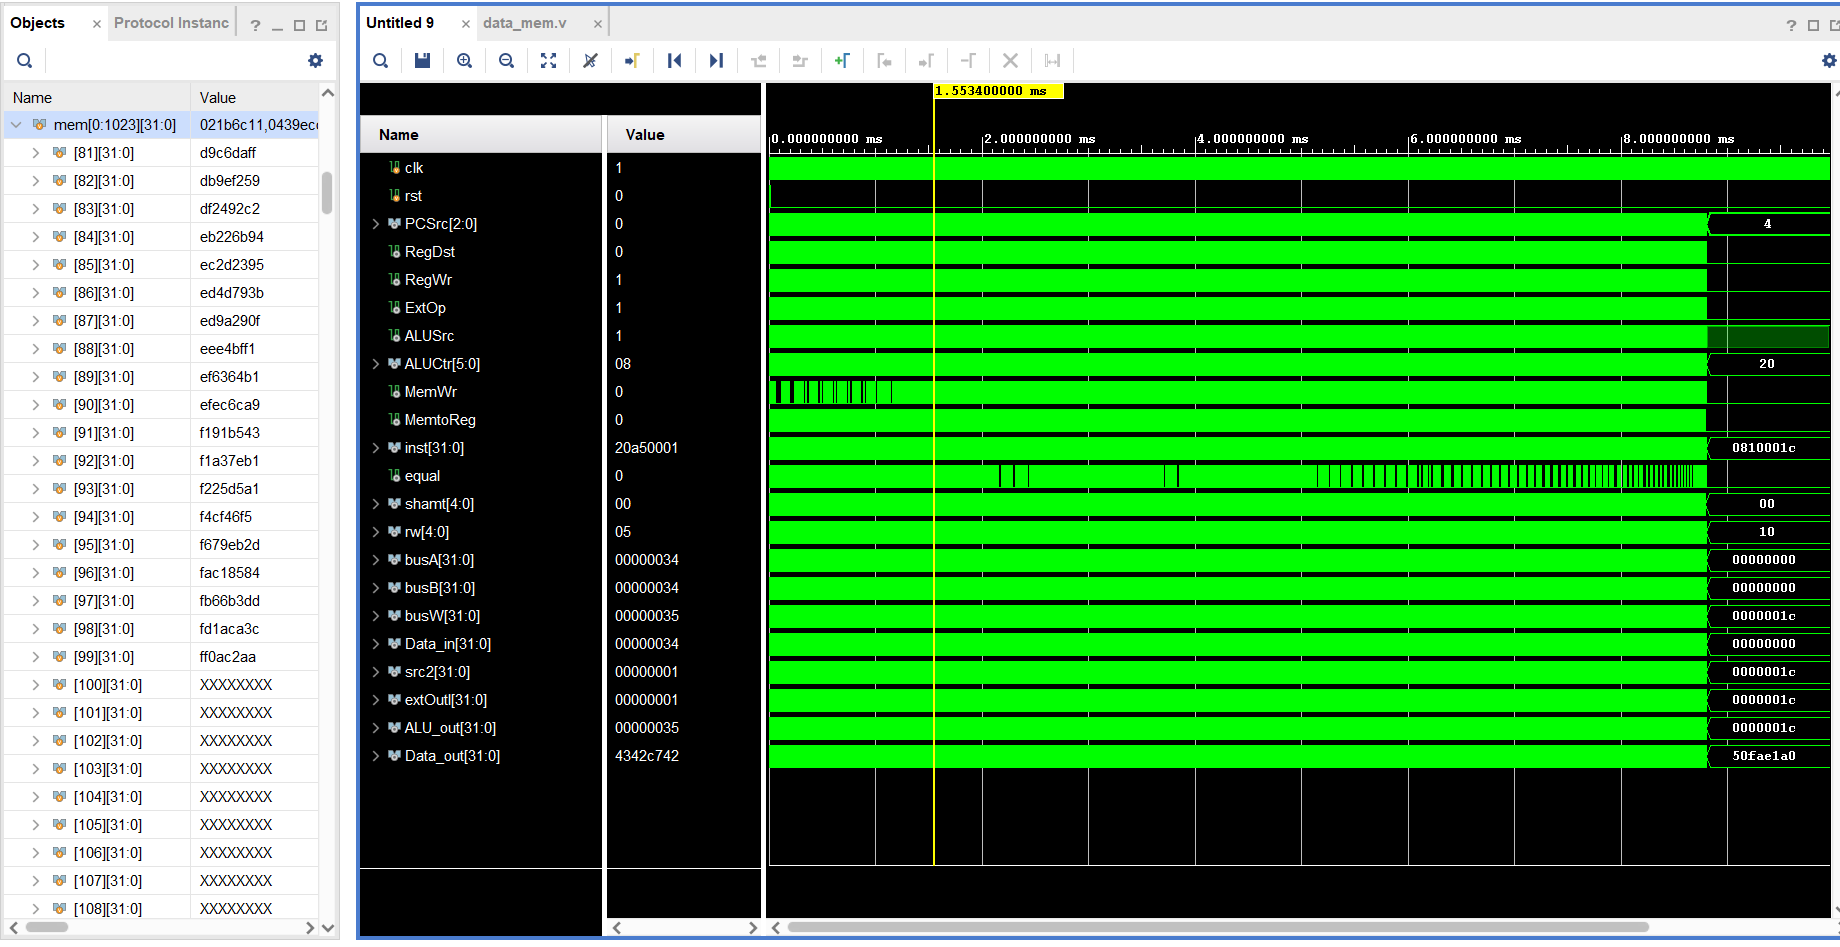 Objects × Protocol Instanc ? _
Name Value
mem[0:1023][31:0] 021b6c11,0439ec
[81][31:0] d9c6daff
[82][31:0] db9ef259
[83][31:0] df2492c2
[84][31:0] eb226b94
[85][31:0] ec2d2395
[86][31:0] ed4d793b
[87][31:0] ed9a290f
[88][31:0] eee4bff1
[89][31:0] ef6364b1
[90][31:0] efec6ca9
[91][31:0] f191b543
[92][31:0] f1a37eb1
[93][31:0] f225d5a1
[94][31:0] f4cf46f5
[95][31:0] f679eb2d
[96][31:0] fac18584
[97][31:0] fb66b3dd
[98][31:0] fd1aca3c
[99][31:0] ff0ac2aa
[100][31:0] XXXXXXXX
[101][31:0] XXXXXXXX
[102][31:0] XXXXXXXX
[103][31:0] XXXXXXXX
[104][31:0] XXXXXXXX
[105][31:0] XXXXXXXX
[106][31:0] XXXXXXXX
[107][31:0] XXXXXXXX
[108][31:0] XXXXXXXX
Untitled 9 × data_mem.v × ?
1.553400000 ms
Name Value
0.000000000 ms 2.000000000 ms 4.000000000 ms 6.000000000 ms 8.000000000 ms
clk 1
rst 0
PCSrc[2:0] 0 4
RegDst 0
RegWr 1
ExtOp 1
ALUSrc 1
ALUCtr[5:0] 08 20
MemWr 0
MemtoReg 0
inst[31:0] 20a50001 0810001c
equal 0
shamt[4:0] 00 00
rw[4:0] 05 10
busA[31:0] 00000034 00000000
busB[31:0] 00000034 00000000
busW[31:0] 00000035 0000001c
Data_in[31:0] 00000034 00000000
src2[31:0] 00000001 0000001c
extOutI[31:0] 00000001 0000001c
ALU_out[31:0] 00000035 0000001c
Data_out[31:0] 4342c742 50fae1a0